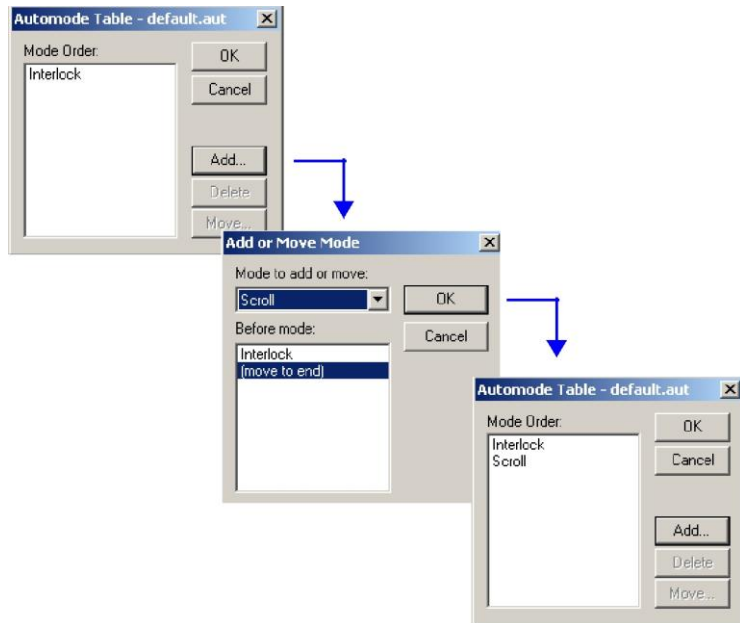 Automode Table - default.aut
Mode Order:
Interlock
OK
Cancel
Add...
Delete
Move...
Add or Move Mode
Mode to add or move:
Scroll
OK
Before mode:
Cancel
Interlock
(move to end)
Automode Table - default.aut
Mode Order:
Interlock
Scroll
OK
Cancel
Add...
Delete
Move...